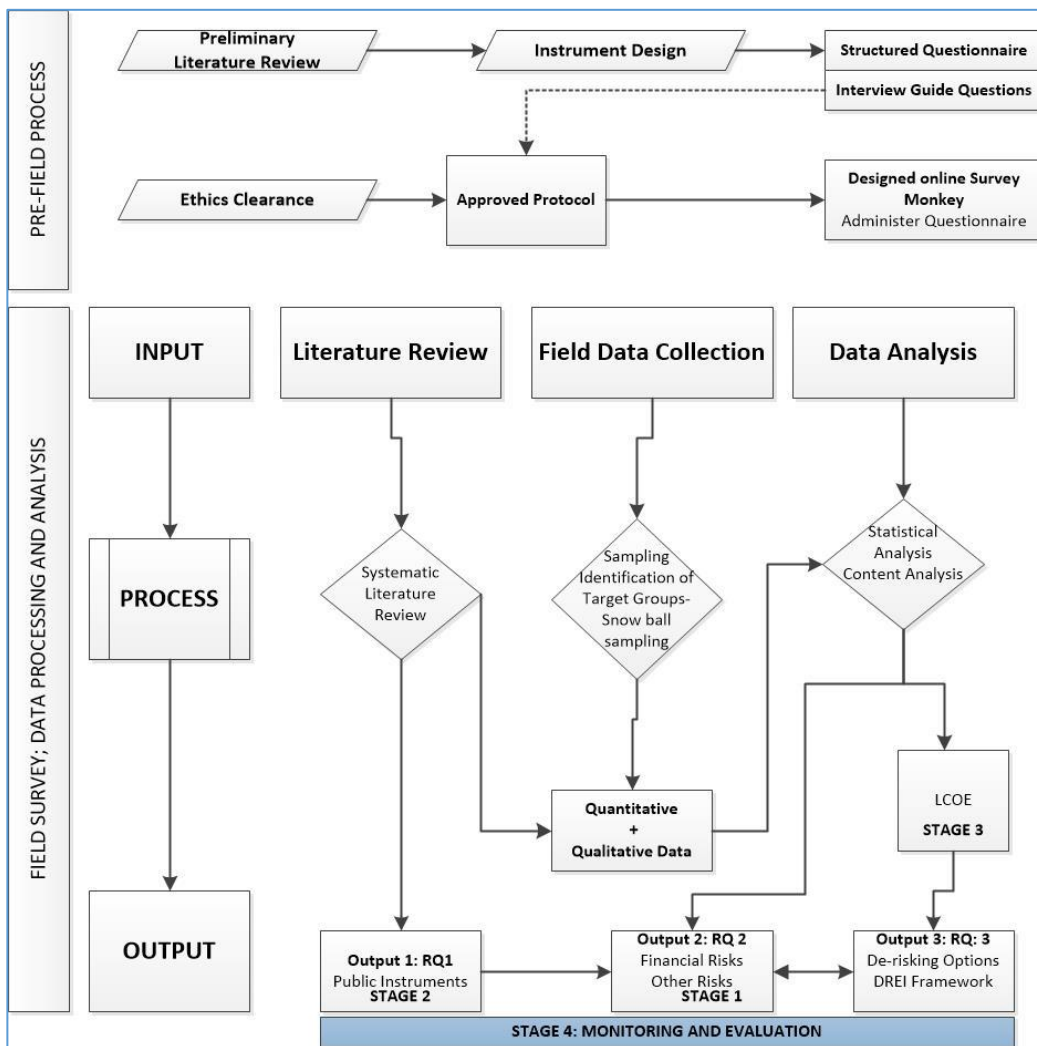 PRE-FIELD PROCESS
Preliminary
Literature Review
Instrument Design
Structured Questionnaire
Interview Guide Questions
Ethics Clearance
Approved Protocol
Designed online Survey
Monkey
Administer Questionnaire
FIELD SURVEY; DATA PROCESSING AND ANALYSIS
INPUT
Literature Review
Field Data Collection
Data Analysis
PROCESS
Systematic
Literature
Review
Sampling
Identification of
Target Groups-
Snow ball
sampling
Statistical
Analysis
Content Analysis
Quantitative
+
Qualitative Data
LCOE
STAGE 3
OUTPUT
Output 1: RQ1
Public Instruments
STAGE 2
Output 2: RQ 2
Financial Risks
Other Risks
STAGE 1
Output 3: RQ: 3
De-risking Options
DREI Framework
STAGE 4: MONITORING AND EVALUATION